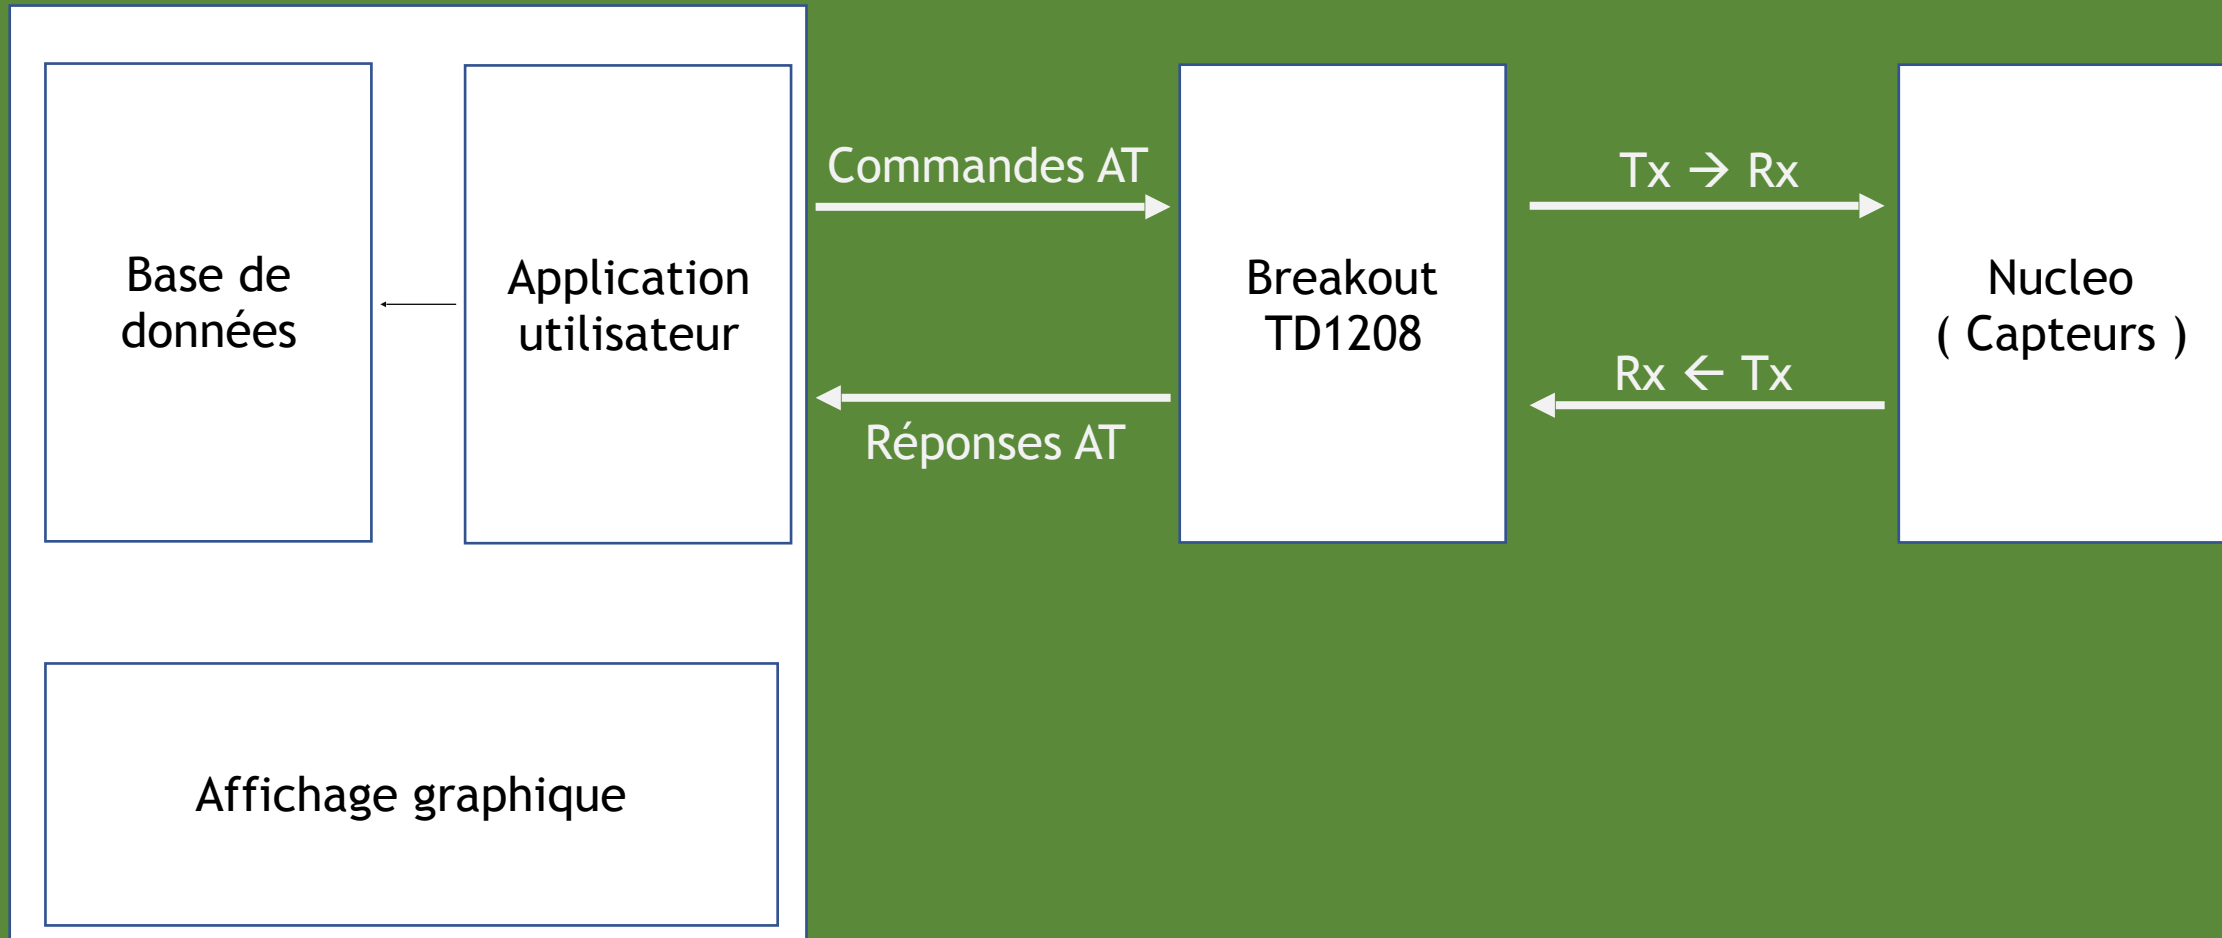 Base de
données
Application
utilisateur
Commandes AT
Réponses AT
Breakout
TD1208
Tx → Rx
Rx ← Tx
Nucleo
( Capteurs )
Affichage graphique